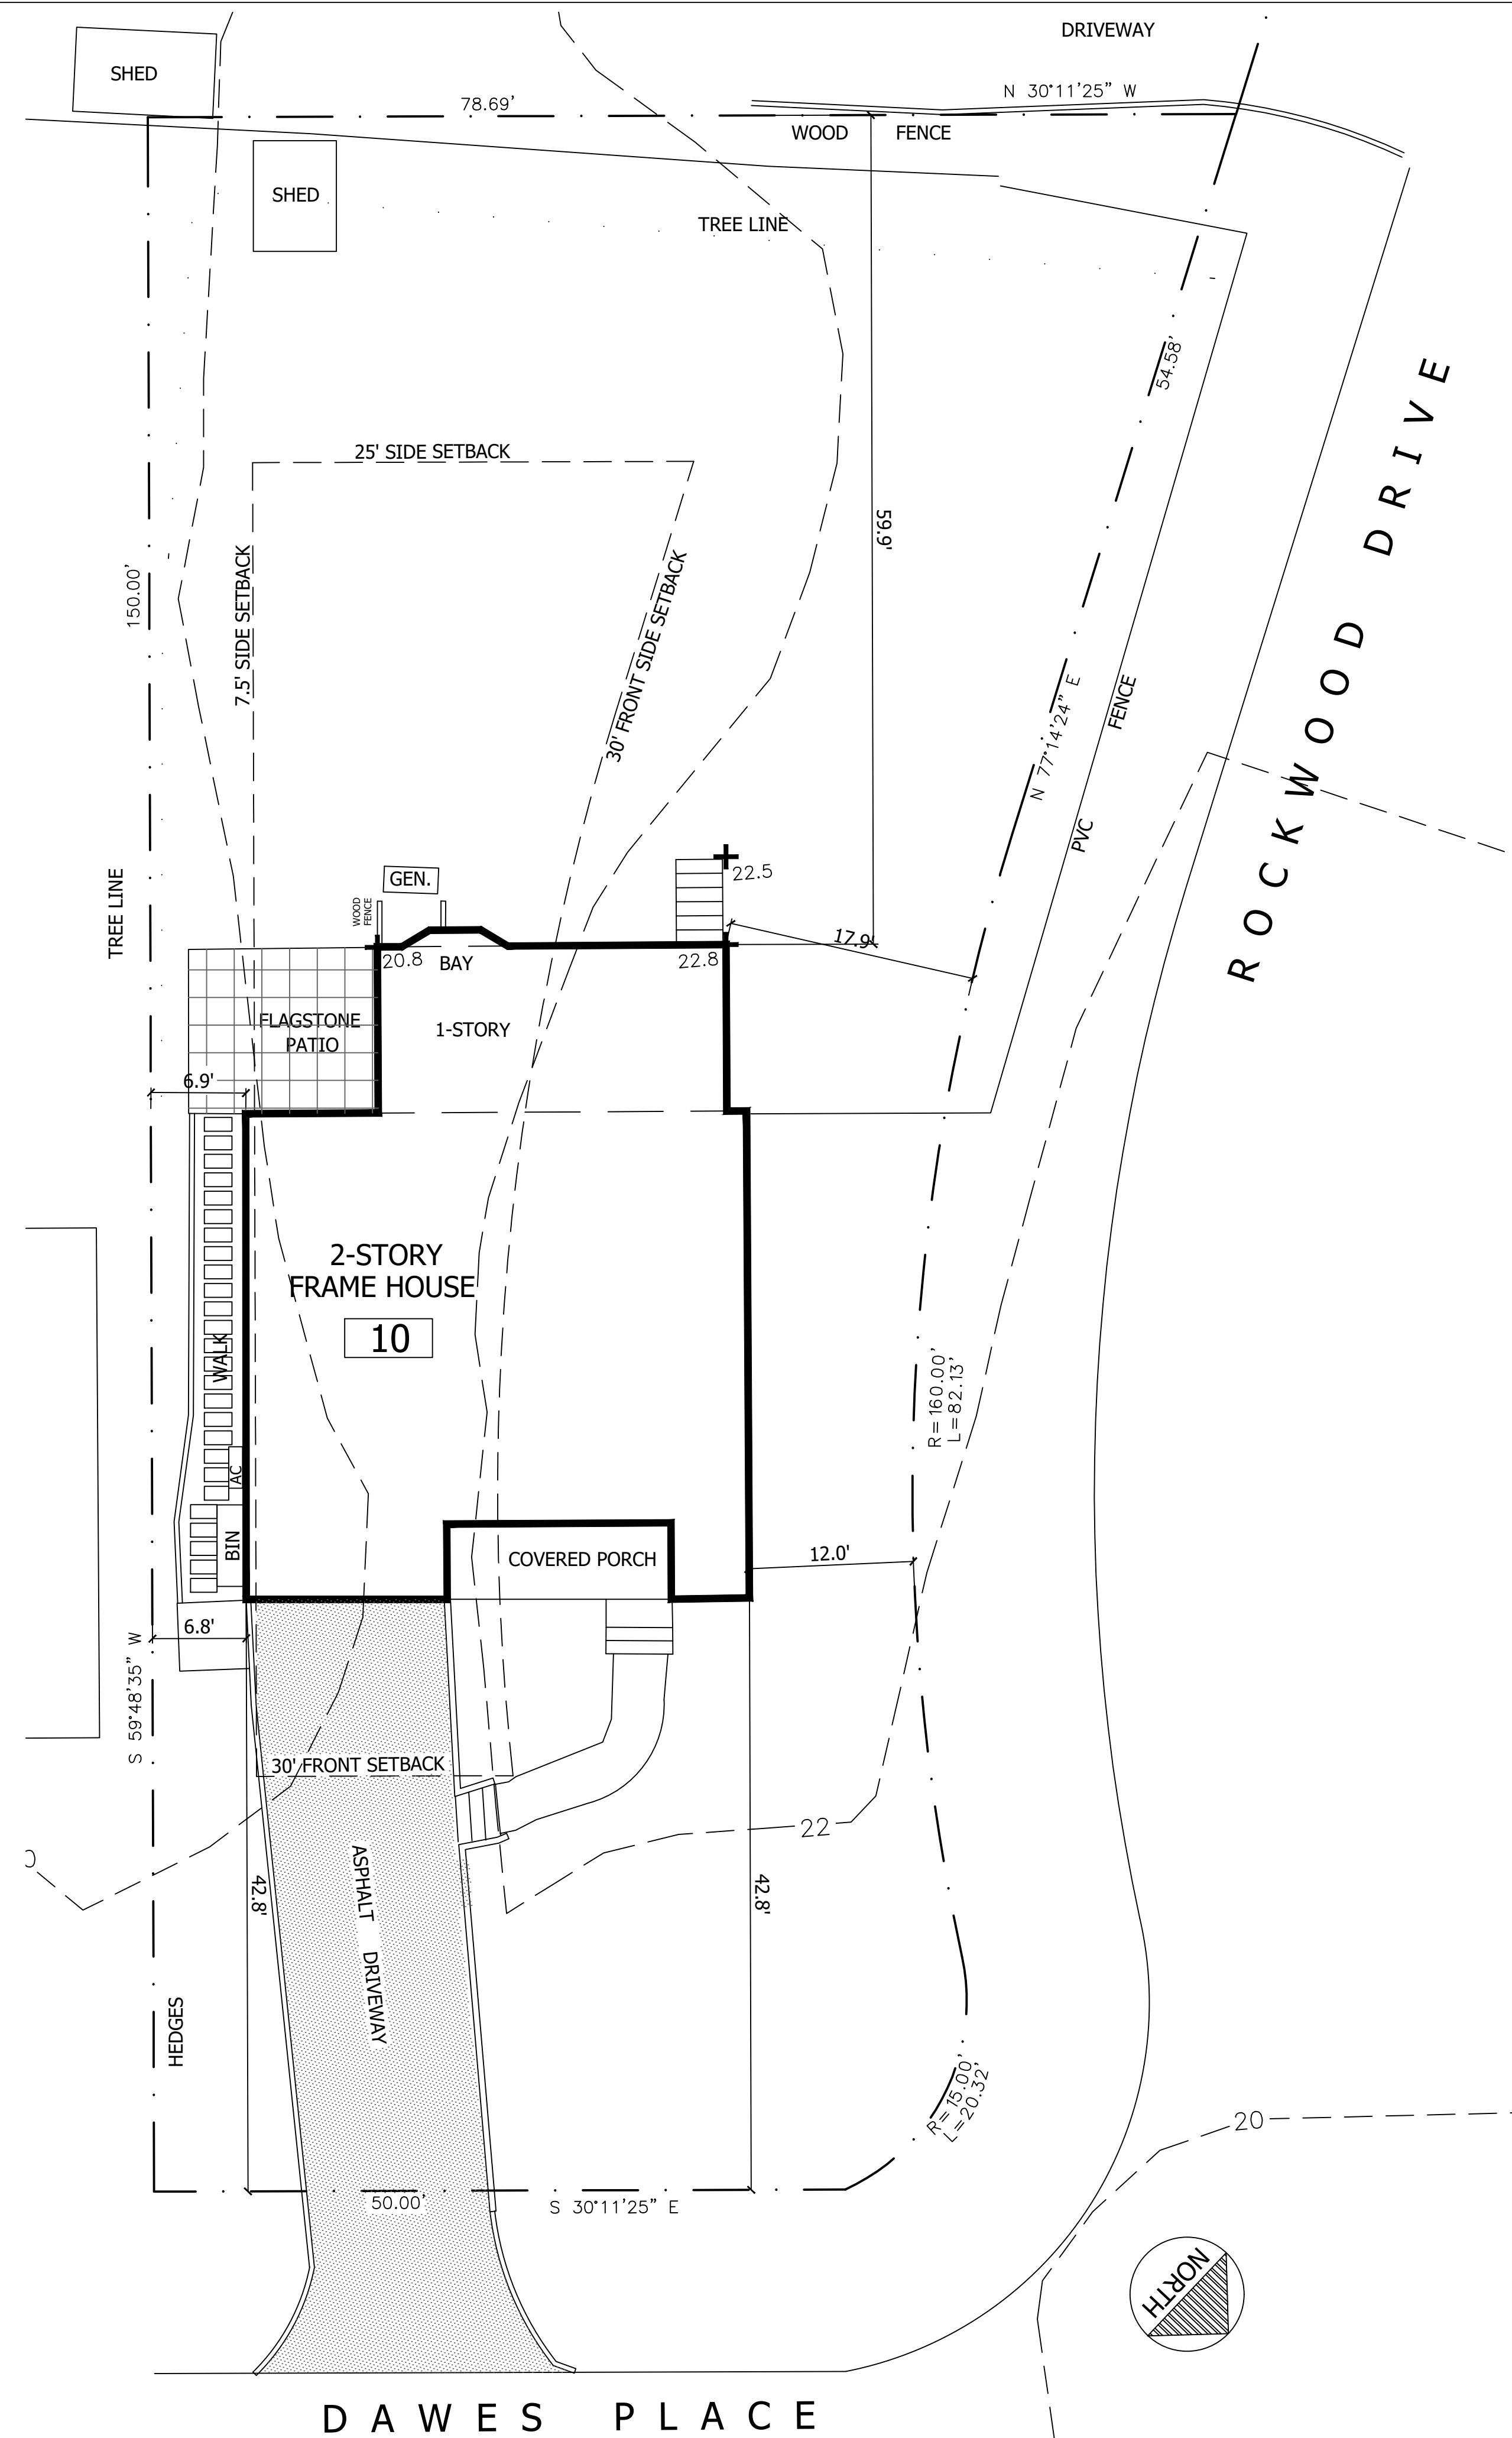 DRIVEWAY
SHED
N 30°11'25" W
78.69'
WOOD FENCE
SHED
TREE LINE
54.58'
25' SIDE SETBACK
59.9'
7.5' SIDE SETBACK
150.00'
30' FRONT SIDE SETBACK
ROCKWOOD DRIVE
N 77°14'24" E
PVC FENCE
TREE LINE
GEN.
22.5
WOOD
FENCE
17.9'
20.8
BAY
22.8
FLAGSTONE
PATIO
1-STORY
6.9'
2-STORY
FRAME HOUSE
10
WALK
R=160.00'
L=82.13'
AC
BIN
COVERED PORCH
12.0'
6.8'
S 59°48'35" W
30' FRONT SETBACK
22
42.8'
ASPHALT DRIVEWAY
42.8'
HEDGES
R=15.00'
L=20.32'
20
50.00'
S 30°11'25" E
NORTH
DAWES PLACE